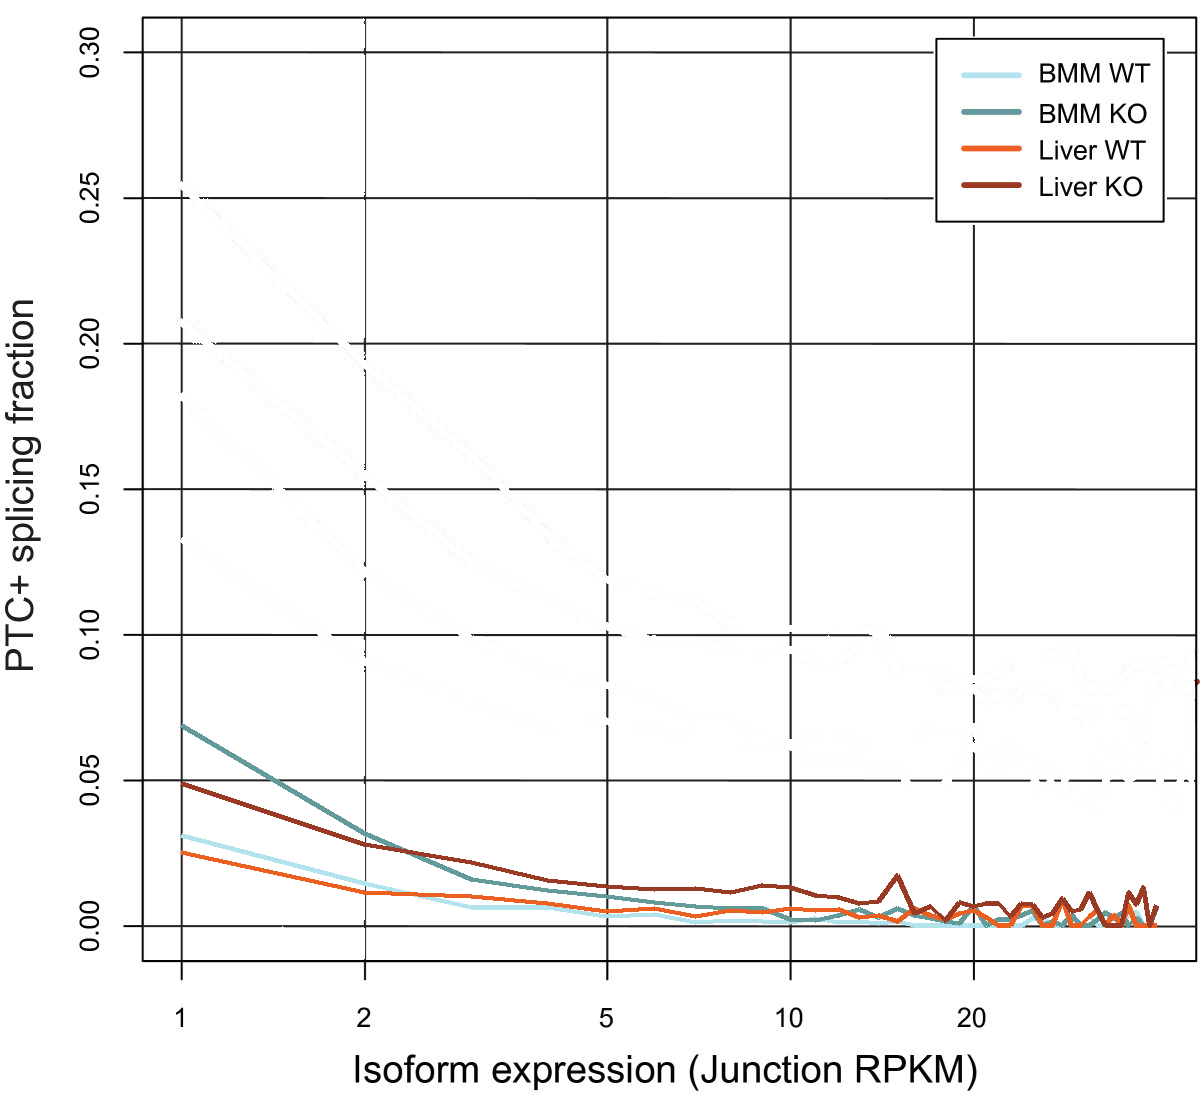 0.30
0.25
0.20
0.15
0.10
0.05
0.00
PTC+ splicing fraction
BMM WT
BMM KO
Liver WT
Liver KO
1 2 5 10 20
Isoform expression (Junction RPKM)